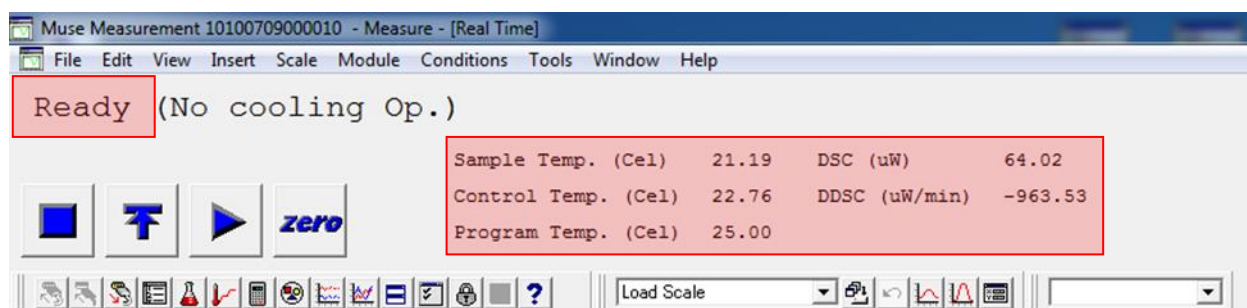 Muse Measurement 10100709000010 - Measure - [Real Time]
File Edit View Insert Scale Module Conditions Tools Window Help
Ready (No cooling Op.)
Sample Temp. (Cel) 21.19 DSC (uW) 64.02
Control Temp. (Cel) 22.76 DDSC (uW/min) -963.53
Program Temp. (Cel) 25.00
zero
Load Scale